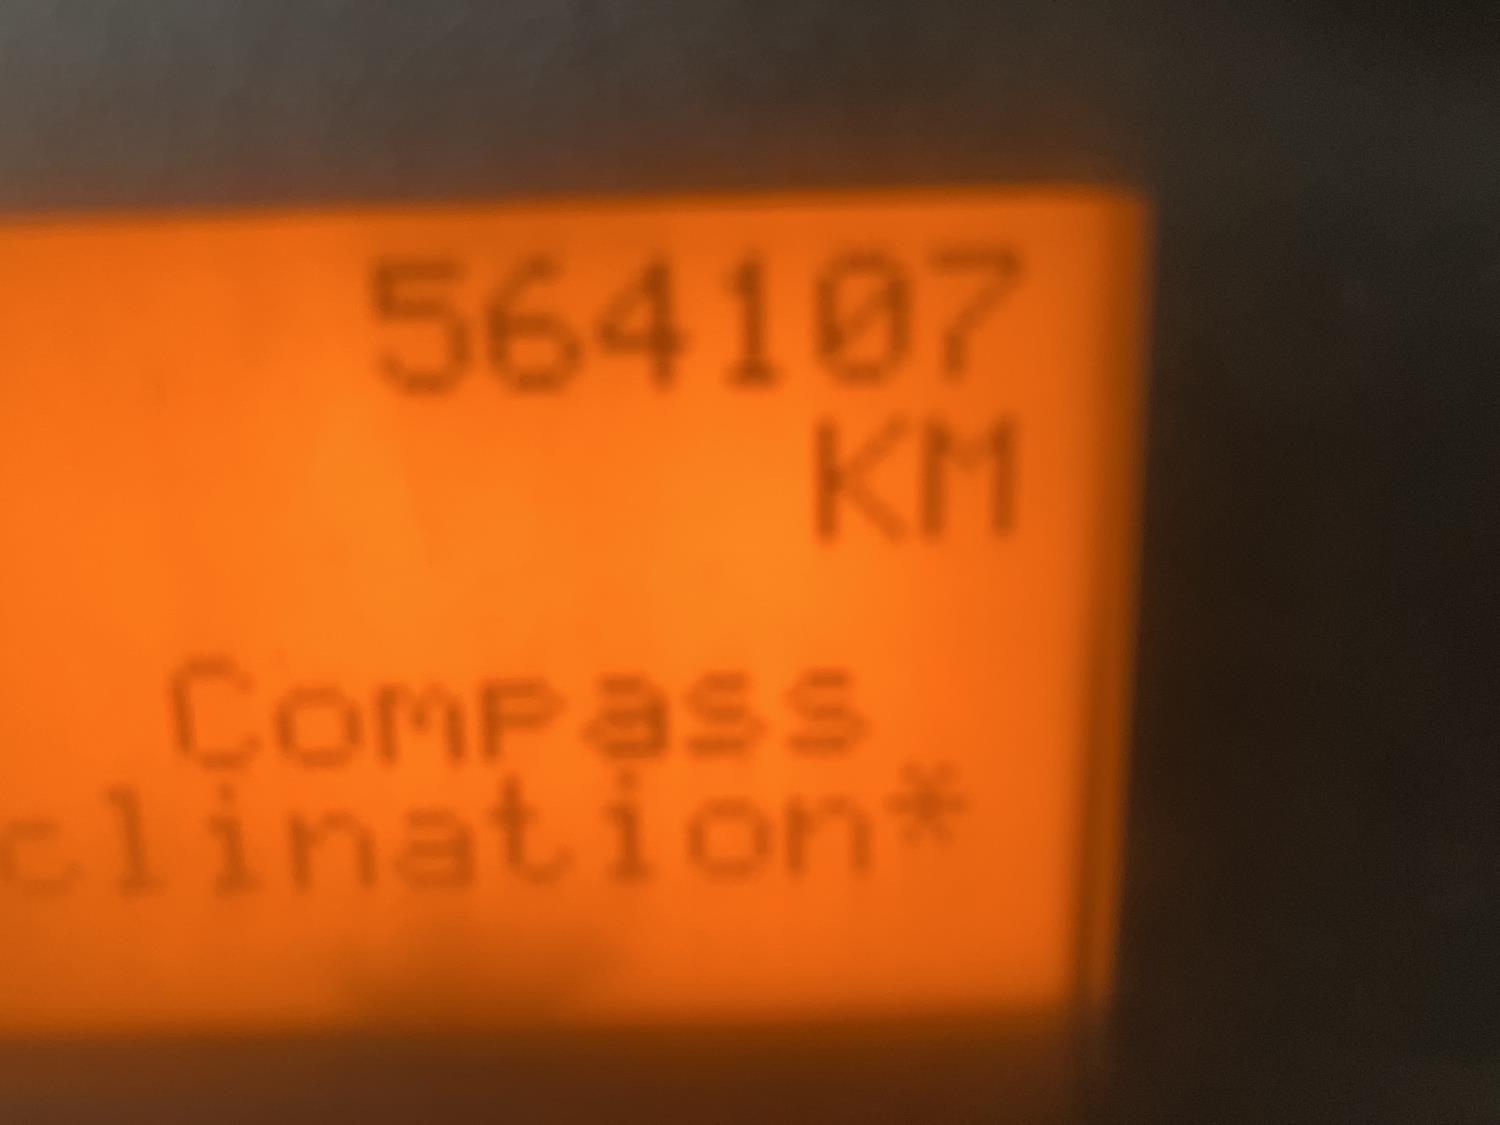 564107
KM
Compass
clination*